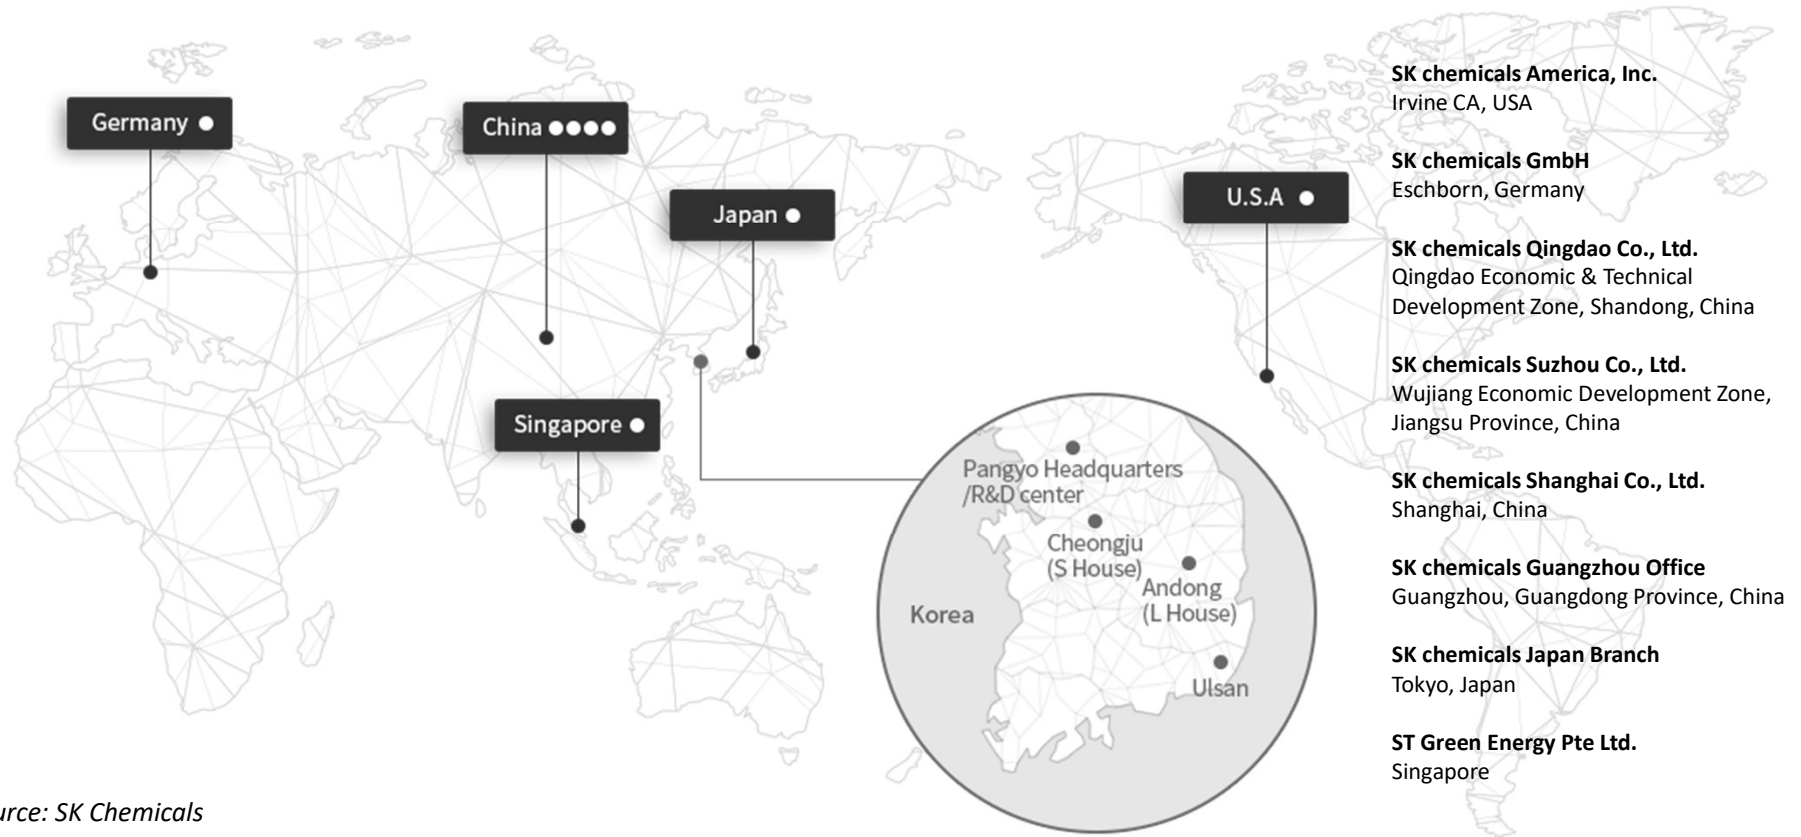 Germany
China
Japan
U.S.A
Singapore
Pangyo Headquarters
/R&D center
Cheongju
(S House)
Andong
(L House)
Korea
Ulsan
SK chemicals America, Inc.
Irvine CA, USA
SK chemicals GmbH
Eschborn, Germany
SK chemicals Qingdao Co., Ltd.
Qingdao Economic & Technical
Development Zone, Shandong, China
SK chemicals Suzhou Co., Ltd.
Wujiang Economic Development Zone,
Jiangsu Province, China
SK chemicals Shanghai Co., Ltd.
Shanghai, China
SK chemicals Guangzhou Office
Guangzhou, Guangdong Province, China
SK chemicals Japan Branch
Tokyo, Japan
ST Green Energy Pte Ltd.
Singapore
urce: SK Chemicals